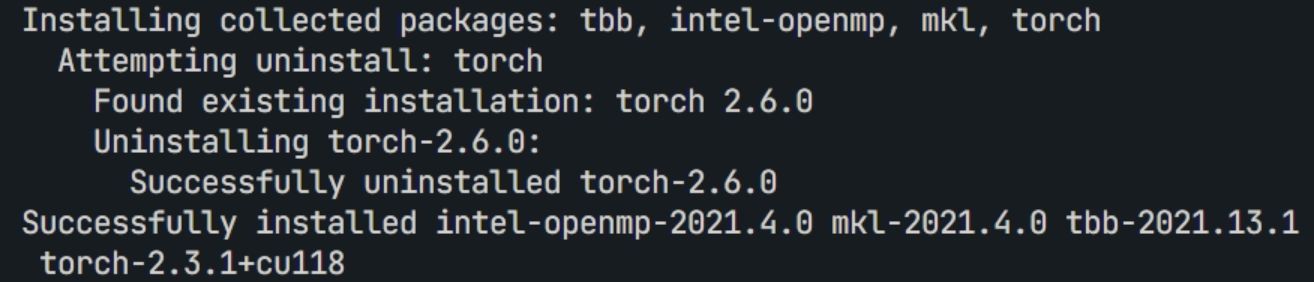 Installing collected packages: tbb, intel-openmp, mkl, torch
  Attempting uninstall: torch
    Found existing installation: torch 2.6.0
    Uninstalling torch-2.6.0:
      Successfully uninstalled torch-2.6.0
Successfully installed intel-openmp-2021.4.0 mkl-2021.4.0 tbb-2021.13.1
 torch-2.3.1+cu118